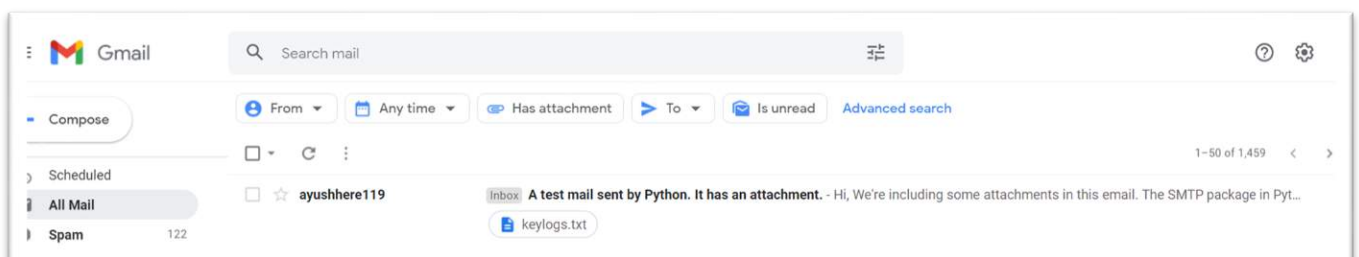 Gmail
Search mail
Compose
From
Any time
Has attachment
To
Is unread
Advanced search
1–50 of 1,459
Scheduled
All Mail
Spam 122
ayushhere119 Inbox A test mail sent by Python. It has an attachment. - Hi, We're including some attachments in this email. The SMTP package in Pyt...
keylogs.txt